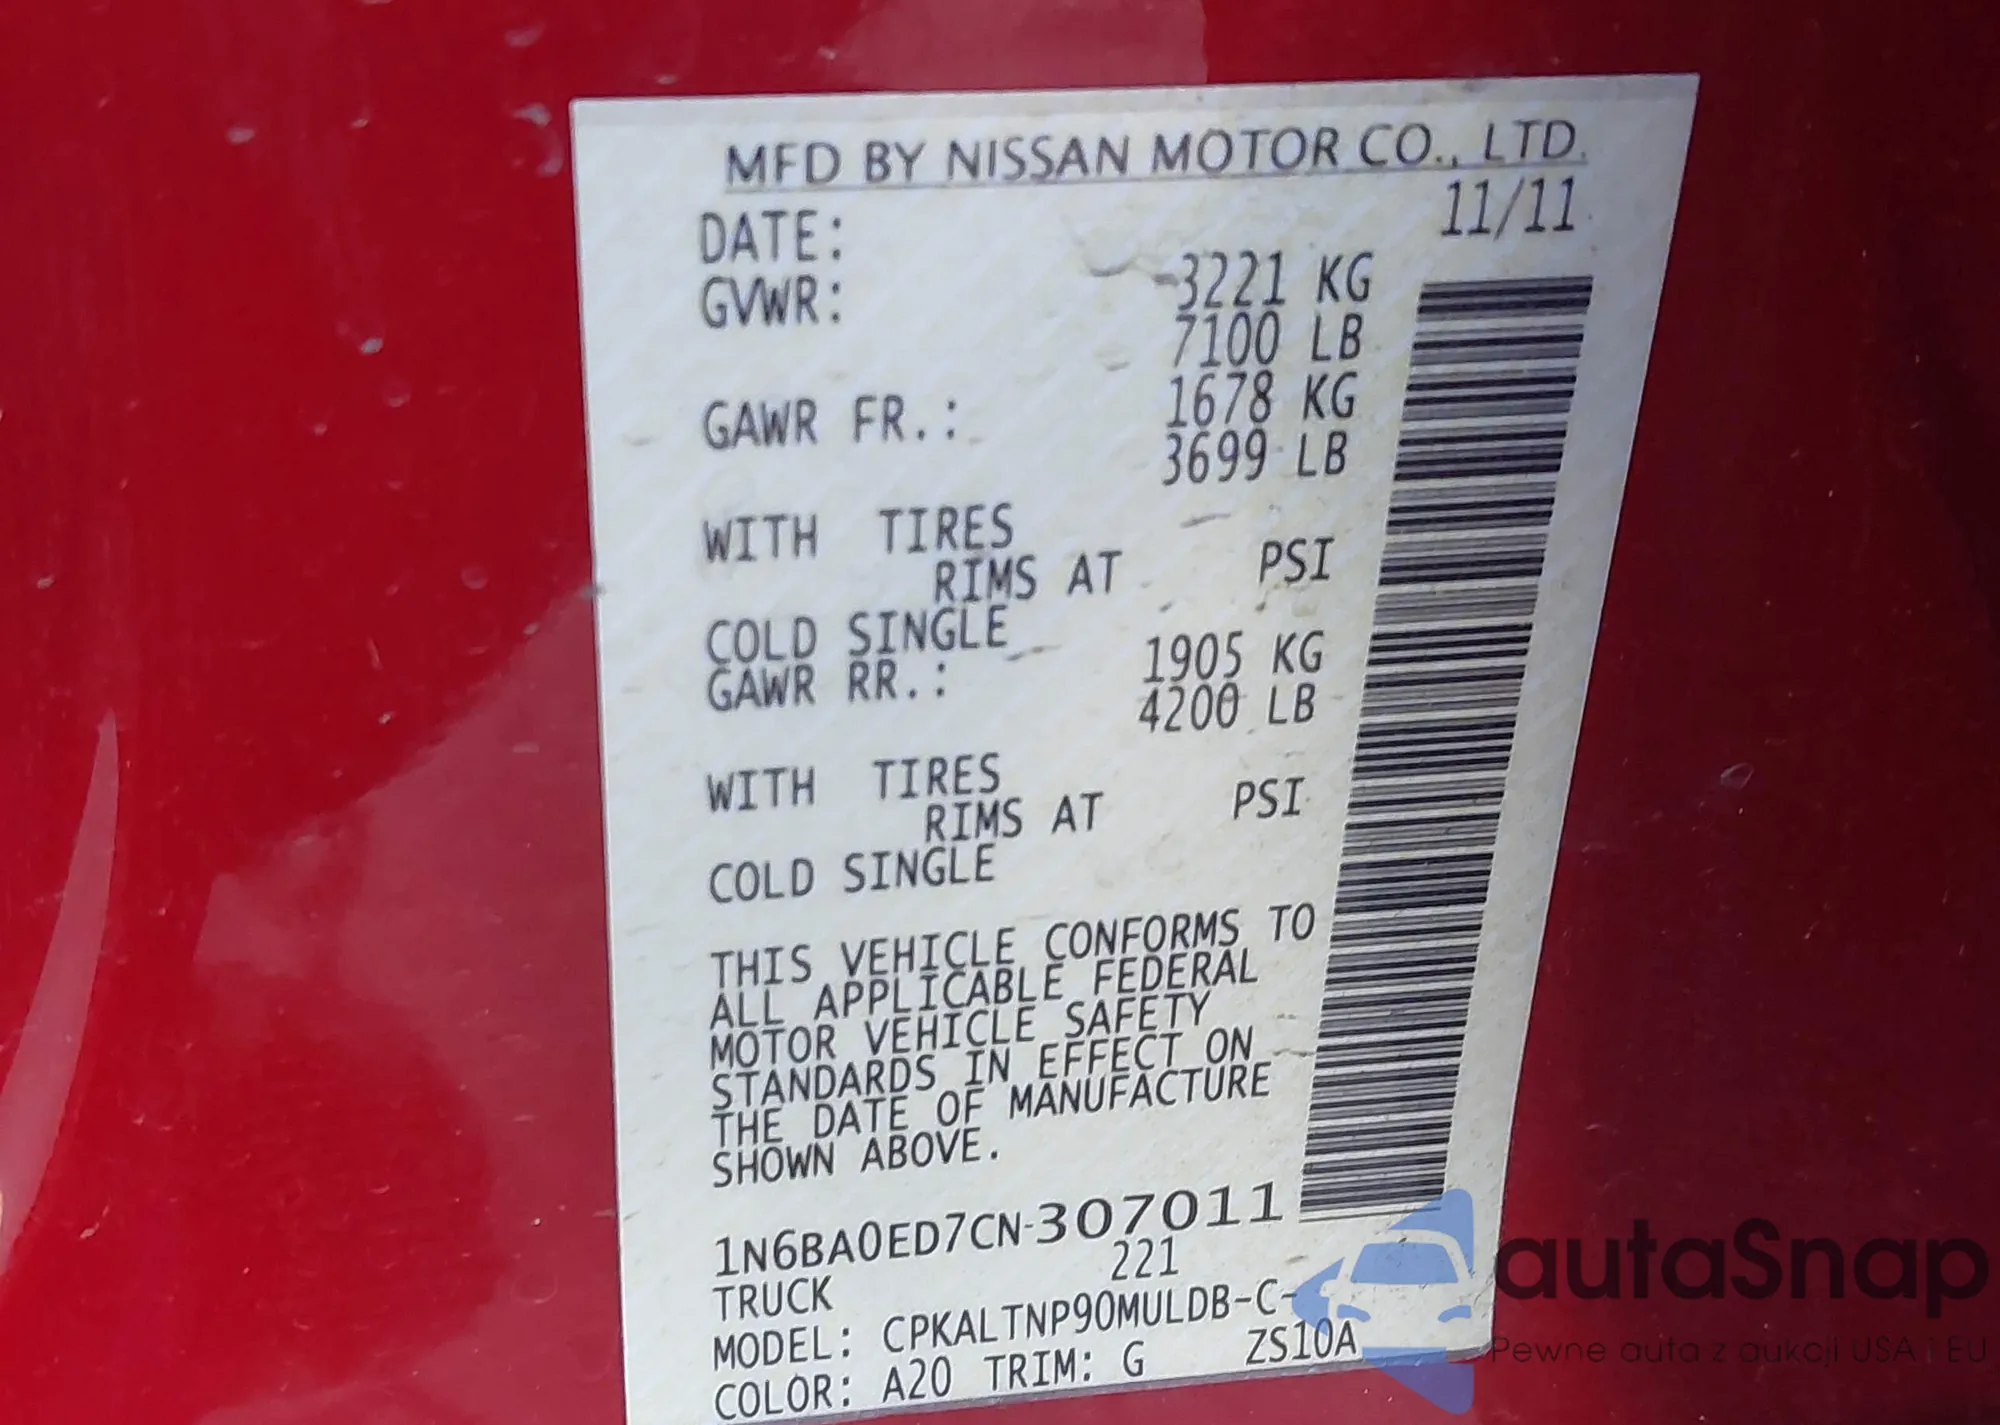 MFD BY NISSAN MOTOR CO., LTD.
DATE: 11/11
GVWR: 3221 KG
7100 LB
GAWR FR.: 1678 KG
3699 LB
WITH TIRES
RIMS AT PSI
COLD SINGLE
GAWR RR.: 1905 KG
4200 LB
WITH TIRES
RIMS AT PSI
COLD SINGLE
THIS VEHICLE CONFORMS TO
ALL APPLICABLE FEDERAL
MOTOR VEHICLE SAFETY
STANDARDS IN EFFECT ON
THE DATE OF MANUFACTURE
SHOWN ABOVE.
1N6BA0ED7CN-307011
TRUCK 221
MODEL: CPKALTNP90MULDB-C-
COLOR: A20 TRIM: G ZS10A
autaSnap
Pewne auta z aukcji USA i EU